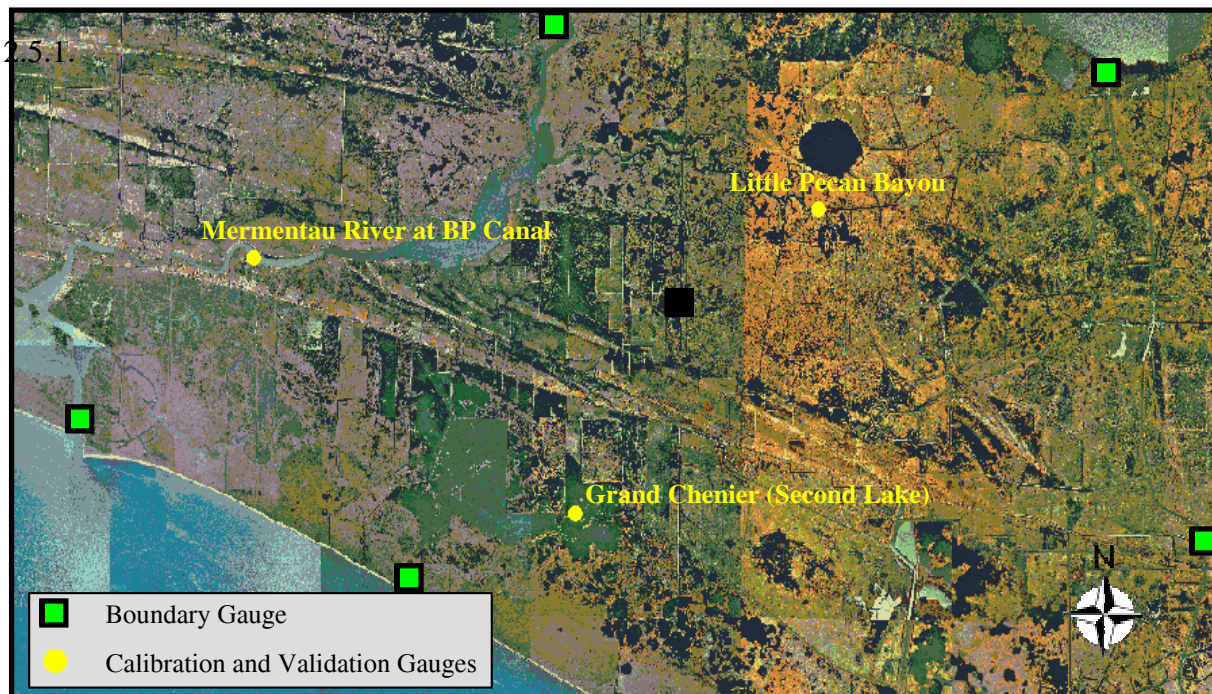 2.5.1.
Little Pecan Bayou
Mermentau River at BP Canal
Grand Chenier (Second Lake)
N
Boundary Gauge
Calibration and Validation Gauges